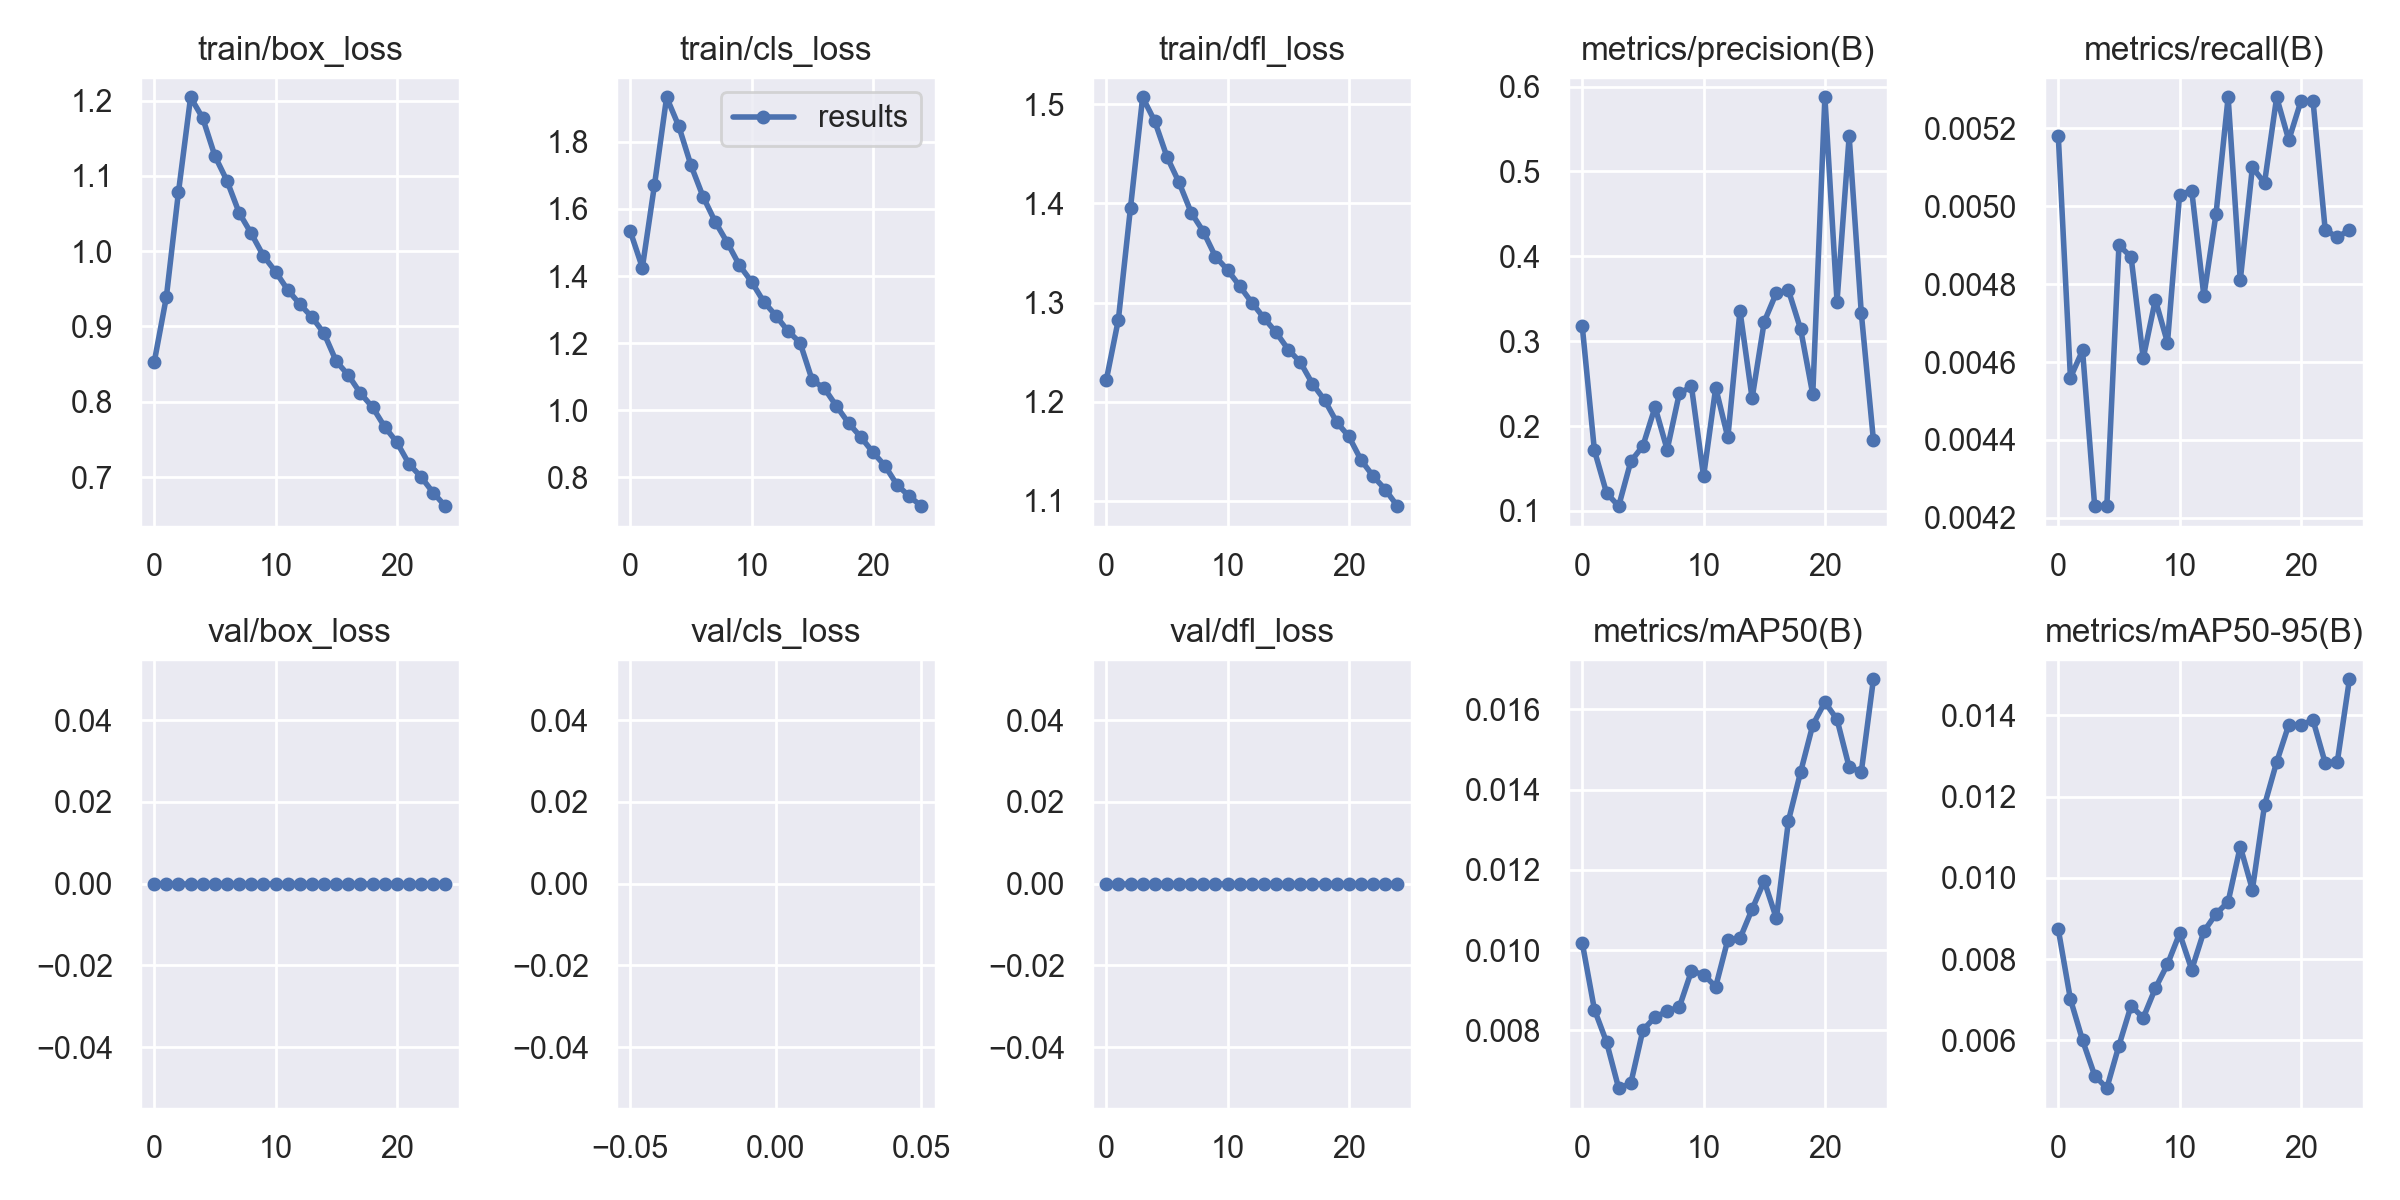 train/box_loss
1.2
1.1
1.0
0.9
0.8
0.7
0 10 20
train/cls_loss
results
1.8
1.6
1.4
1.2
1.0
0.8
0 10 20
train/dfl_loss
1.5
1.4
1.3
1.2
1.1
0 10 20
metrics/precision(B)
0.6
0.5
0.4
0.3
0.2
0.1
0 10 20
metrics/recall(B)
0.0052
0.0050
0.0048
0.0046
0.0044
0.0042
0 10 20
val/box_loss
0.04
0.02
0.00
−0.02
−0.04
0 10 20
val/cls_loss
0.04
0.02
0.00
−0.02
−0.04
−0.05 0.00 0.05
val/dfl_loss
0.04
0.02
0.00
−0.02
−0.04
0 10 20
metrics/mAP50(B)
0.016
0.014
0.012
0.010
0.008
0 10 20
metrics/mAP50-95(B)
0.014
0.012
0.010
0.008
0.006
0 10 20